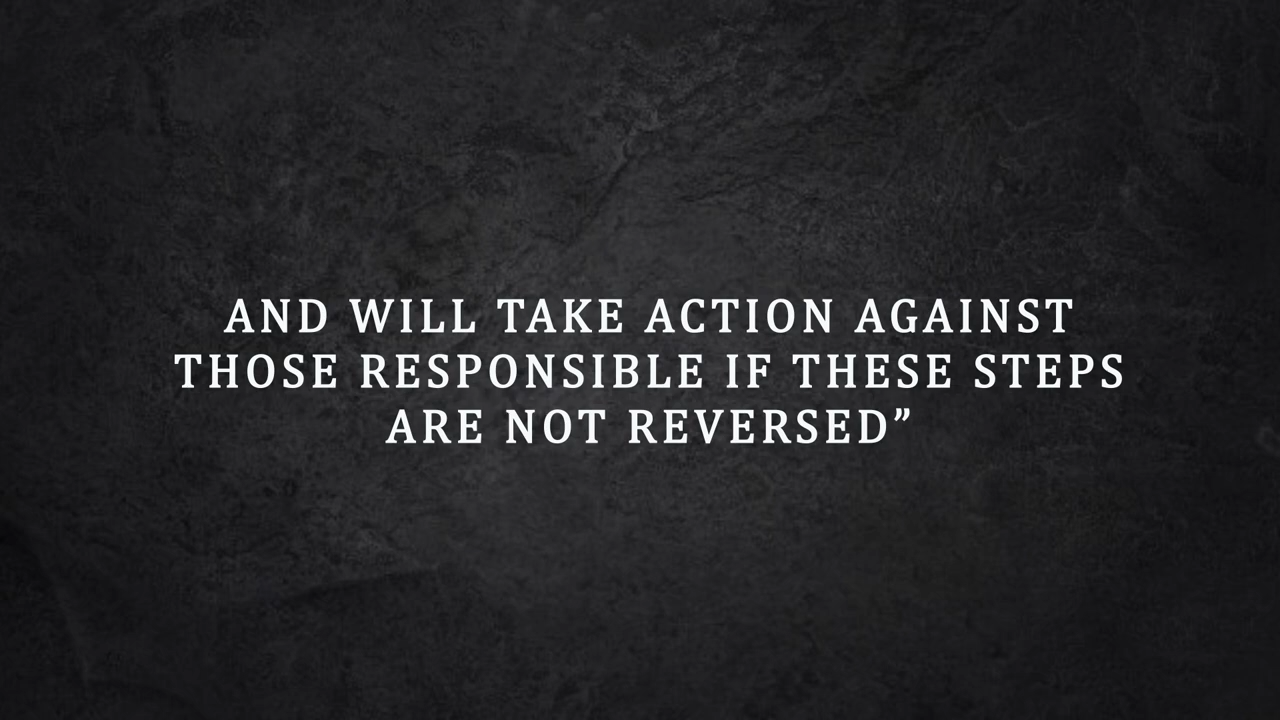 AND WILL TAKE ACTION AGAINST
THOSE RESPONSIBLE IF THESE STEPS
ARE NOT REVERSED”